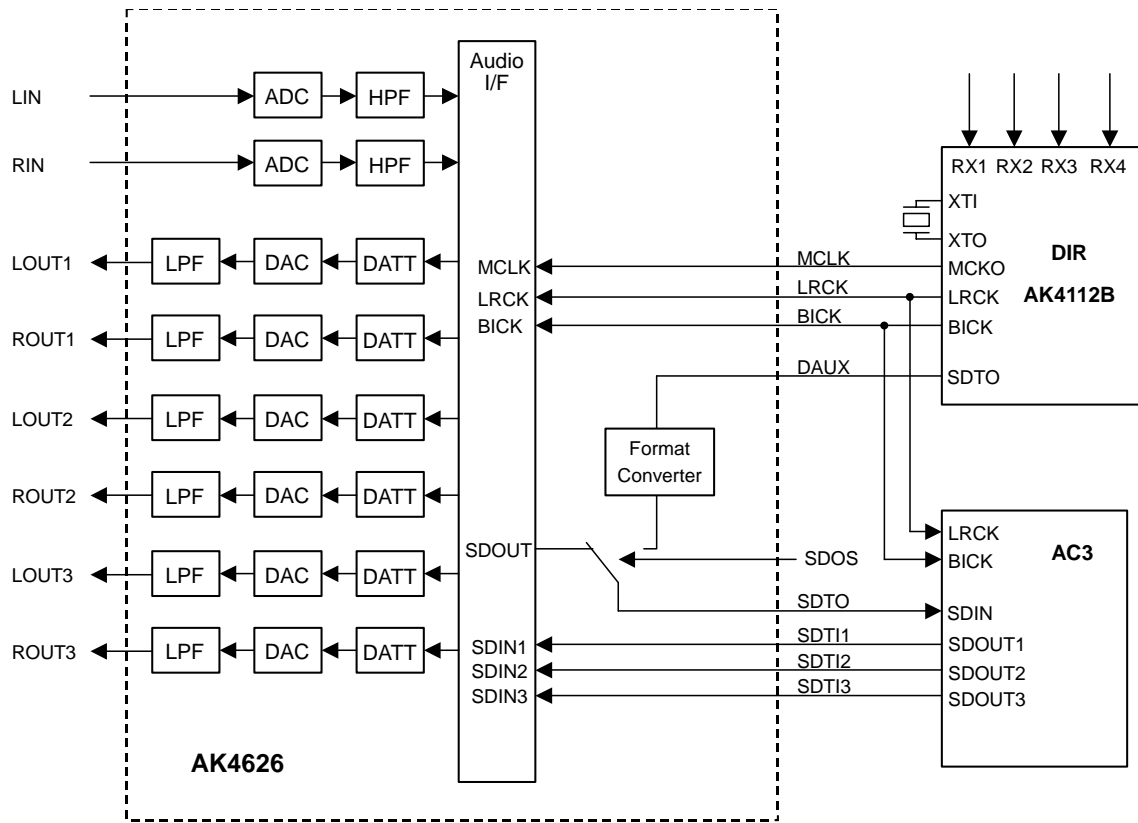 Audio
I/F
LIN
ADC
HPF
RIN
ADC
HPF
LOUT1
LPF
DAC
DATT
ROUT1
LPF
DAC
DATT
LOUT2
LPF
DAC
DATT
ROUT2
LPF
DAC
DATT
LOUT3
LPF
DAC
DATT
ROUT3
LPF
DAC
DATT
MCLK
LRCK
BICK
SDOUT
SDIN1
SDIN2
SDIN3
AK4626
Format
Converter
MCLK
LRCK
BICK
DAUX
SDOS
SDTO
SDTI1
SDTI2
SDTI3
RX1 RX2 RX3 RX4
XTI
XTO
MCKO
LRCK
BICK
SDTO
DIR
AK4112B
LRCK
BICK
SDIN
SDOUT1
SDOUT2
SDOUT3
AC3